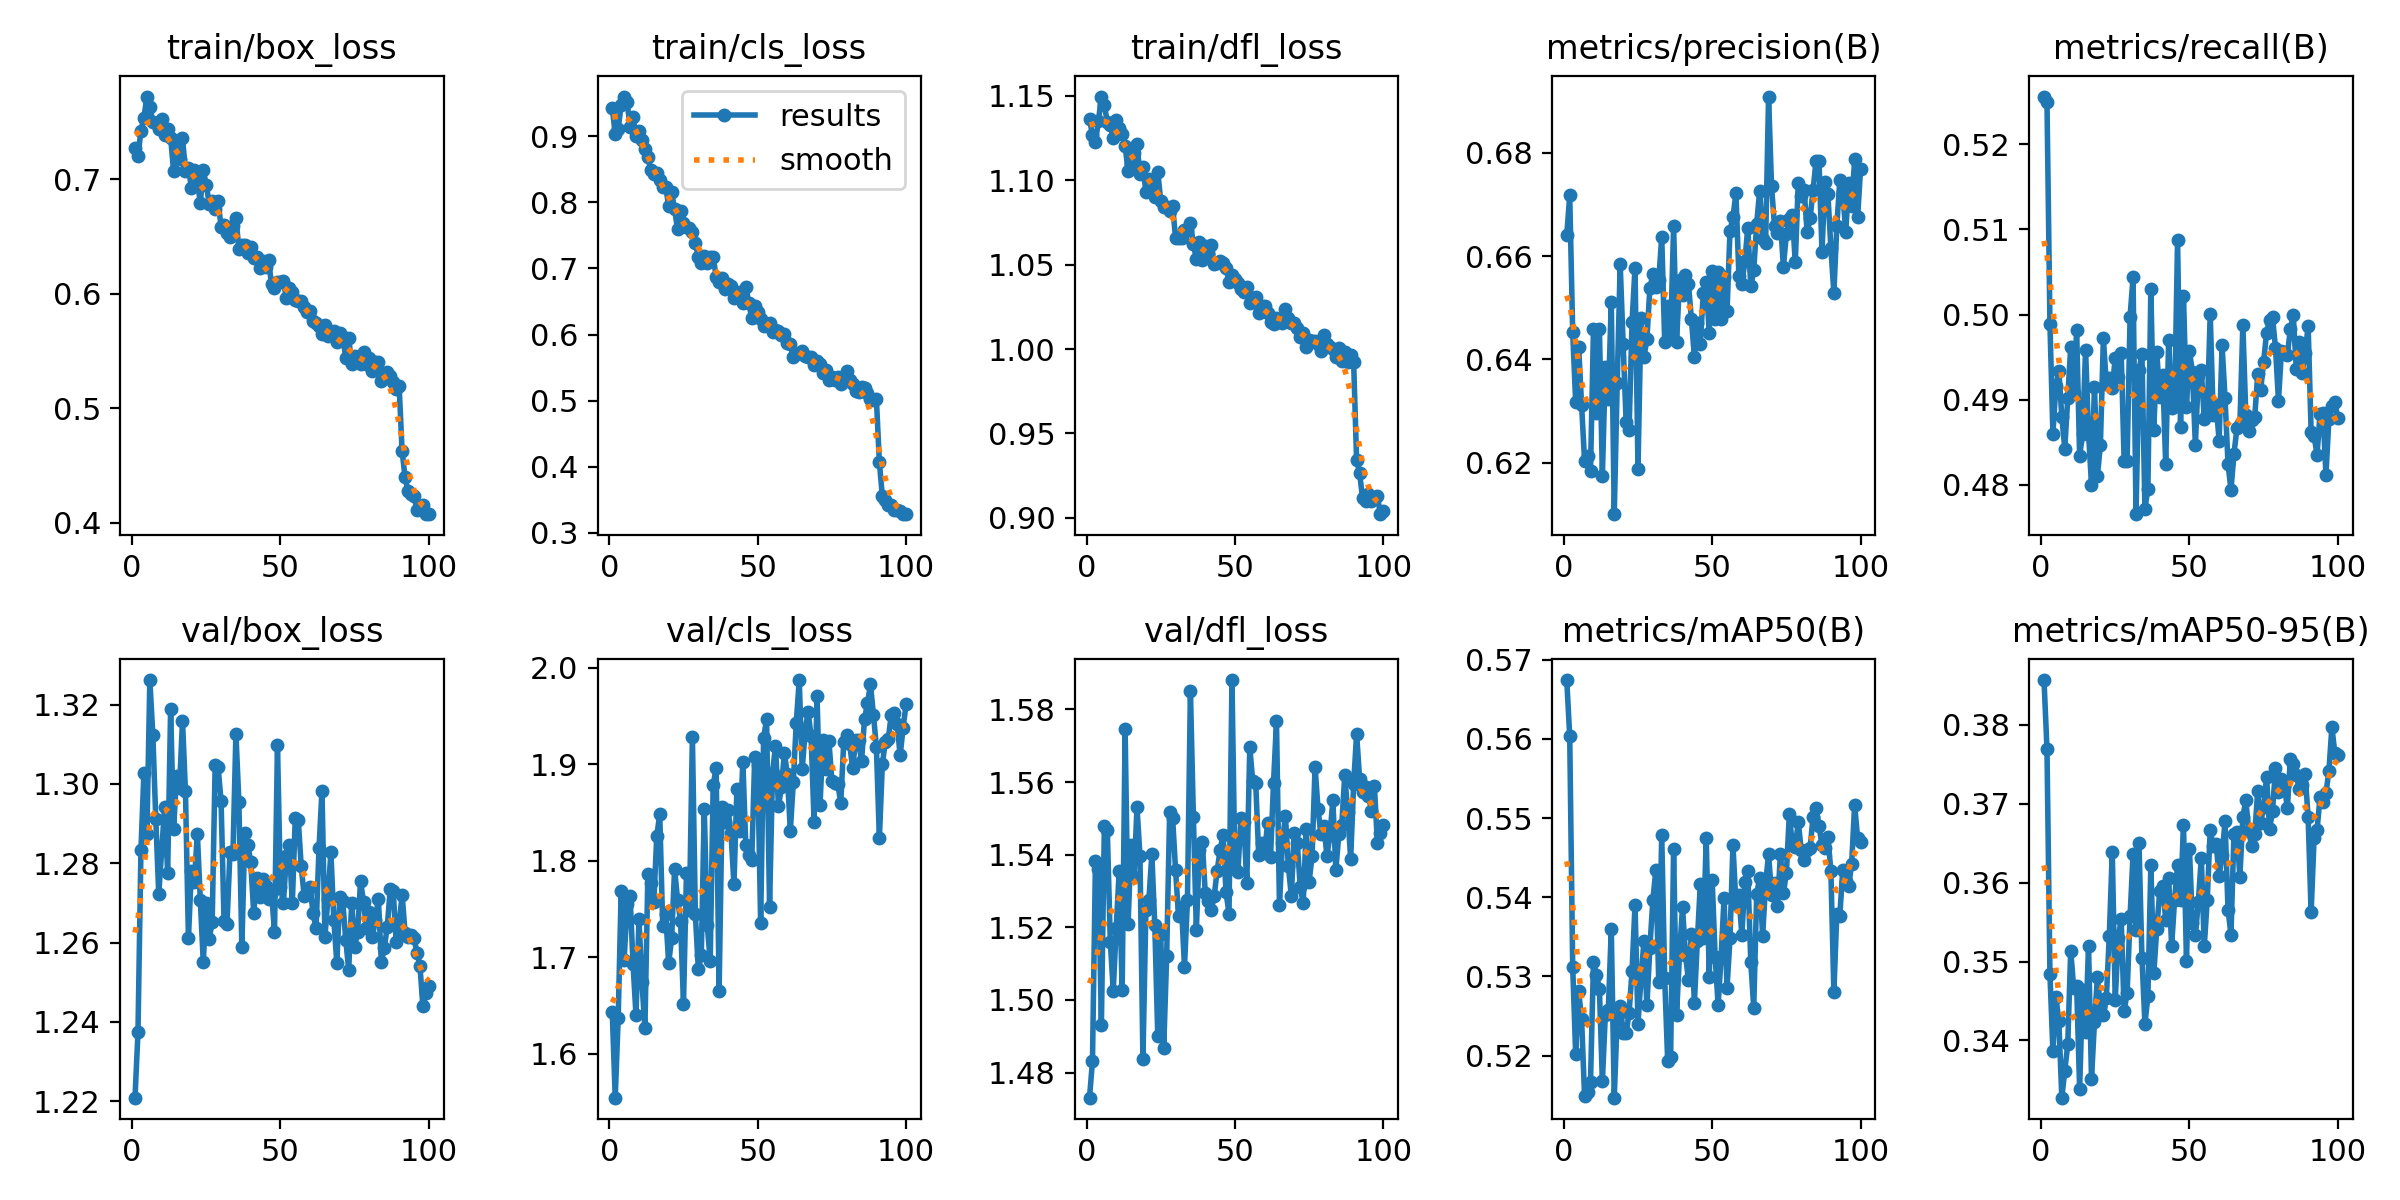 train/box_loss
train/cls_loss
train/dfl_loss
metrics/precision(B)
metrics/recall(B)
results
smooth
0.7
0.6
0.5
0.4
0 50 100
0.9
0.8
0.7
0.6
0.5
0.4
0.3
0 50 100
1.15
1.10
1.05
1.00
0.95
0.90
0 50 100
0.68
0.66
0.64
0.62
0 50 100
0.52
0.51
0.50
0.49
0.48
0 50 100
val/box_loss
val/cls_loss
val/dfl_loss
metrics/mAP50(B)
metrics/mAP50-95(B)
1.32
1.30
1.28
1.26
1.24
1.22
0 50 100
2.0
1.9
1.8
1.7
1.6
0 50 100
1.58
1.56
1.54
1.52
1.50
1.48
0 50 100
0.57
0.56
0.55
0.54
0.53
0.52
0 50 100
0.38
0.37
0.36
0.35
0.34
0 50 100